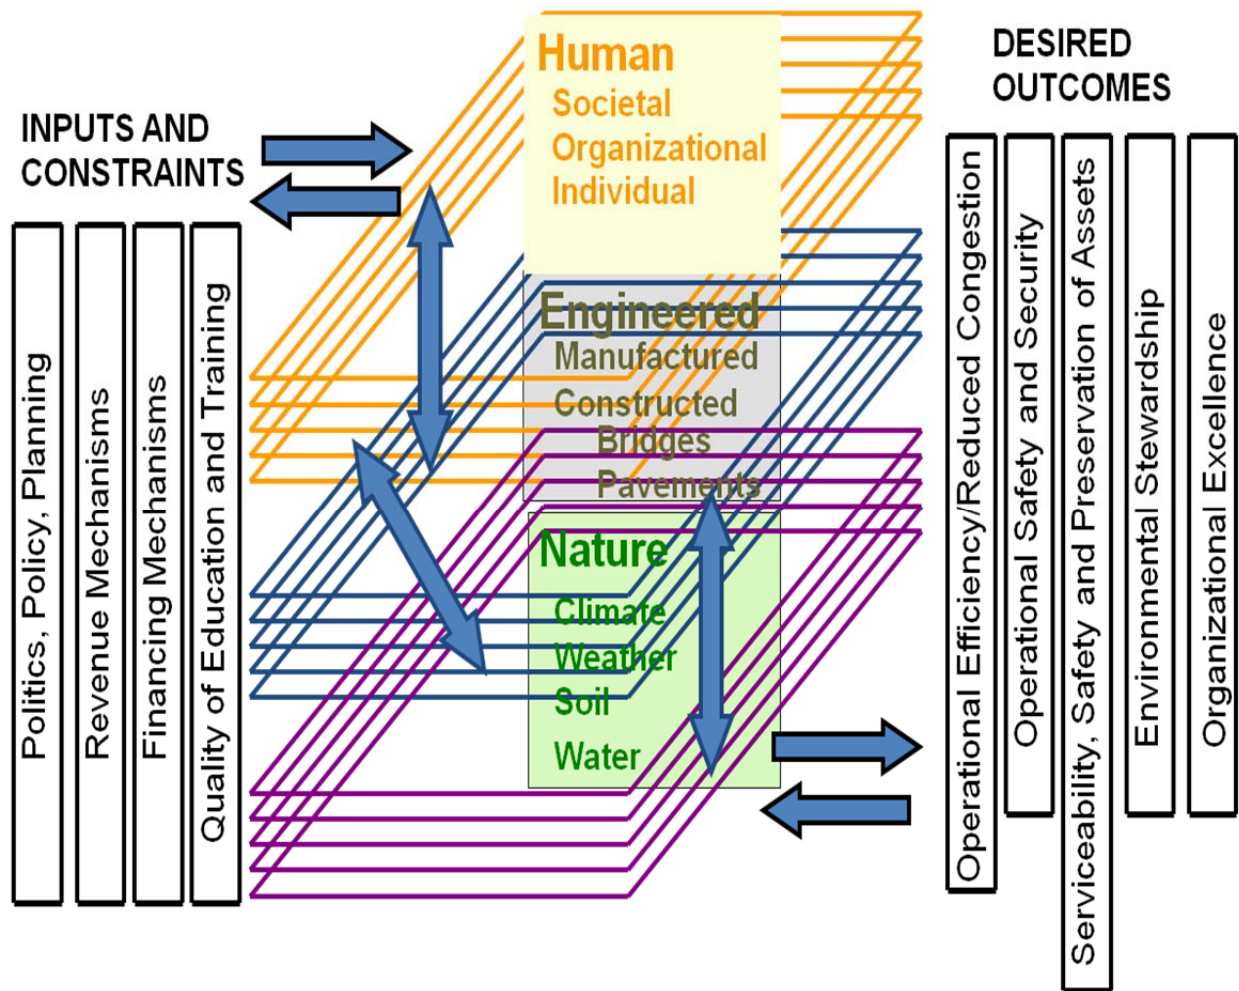 INPUTS AND
CONSTRAINTS
Politics, Policy, Planning
Revenue Mechanisms
Financing Mechanisms
Quality of Education and Training
Human
Societal
Organizational
Individual
Engineered
Manufactured
Constructed
Bridges
Pavements
Nature
Climate
Weather
Soil
Water
DESIRED
OUTCOMES
Operational Efficiency/Reduced Congestion
Operational Safety and Security
Serviceability, Safety and Preservation of Assets
Environmental Stewardship
Organizational Excellence